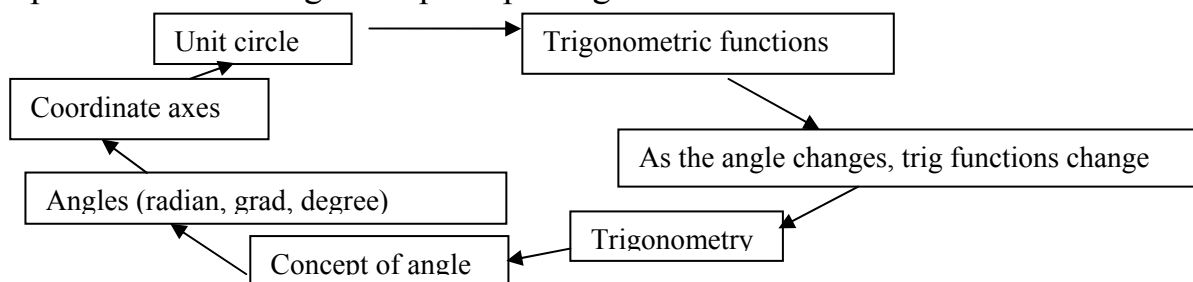 Unit circle
Trigonometric functions
Coordinate axes
As the angle changes, trig functions change
Angles (radian, grad, degree)
Trigonometry
Concept of angle